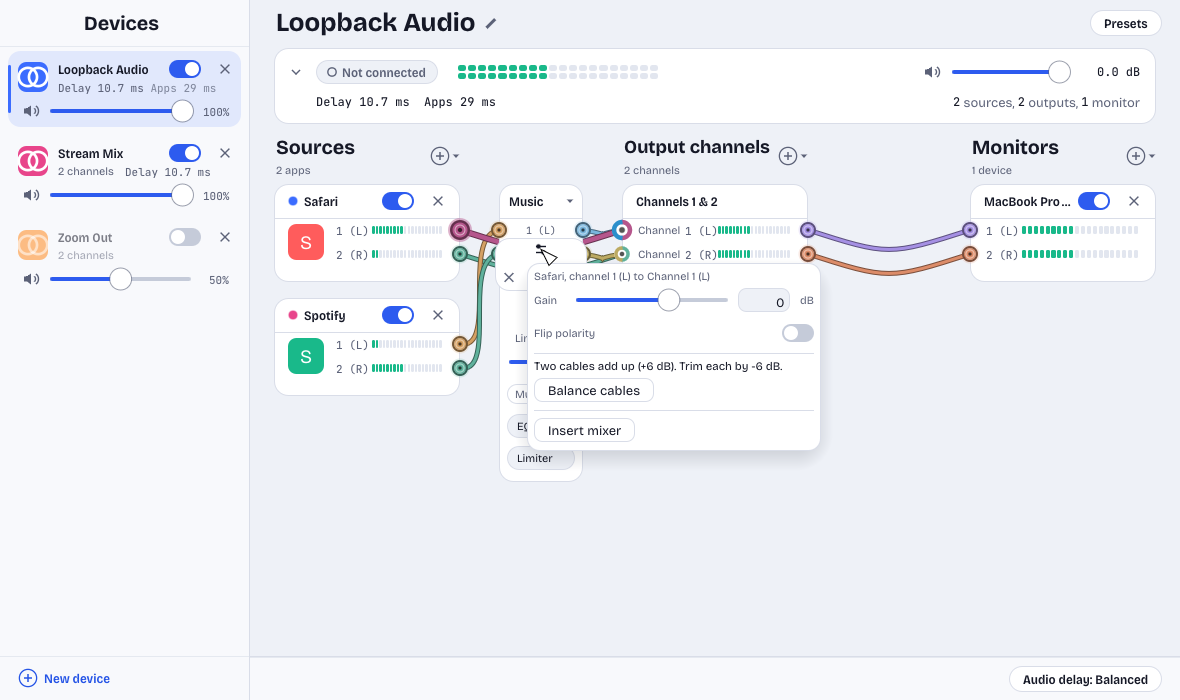 Devices
Loopback Audio
Delay 10.7 ms Apps 29 ms
100%
Stream Mix
2 channels Delay 10.7 ms
100%
Zoom Out
2 channels
50%
New device
Loopback Audio
Presets
Not connected
0.0 dB
Delay 10.7 ms Apps 29 ms
2 sources, 2 outputs, 1 monitor
Sources
2 apps
Output channels
2 channels
Monitors
1 device
Safari
S
1 (L)
2 (R)
Spotify
S
1 (L)
2 (R)
Music
1 (L)
Limiter
Channels 1 & 2
Channel 1 (L)
Channel 2 (R)
MacBook Pro...
1 (L)
2 (R)
Safari, channel 1 (L) to Channel 1 (L)
Gain 0 dB
Flip polarity
Two cables add up (+6 dB). Trim each by -6 dB.
Balance cables
Insert mixer
Audio delay: Balanced